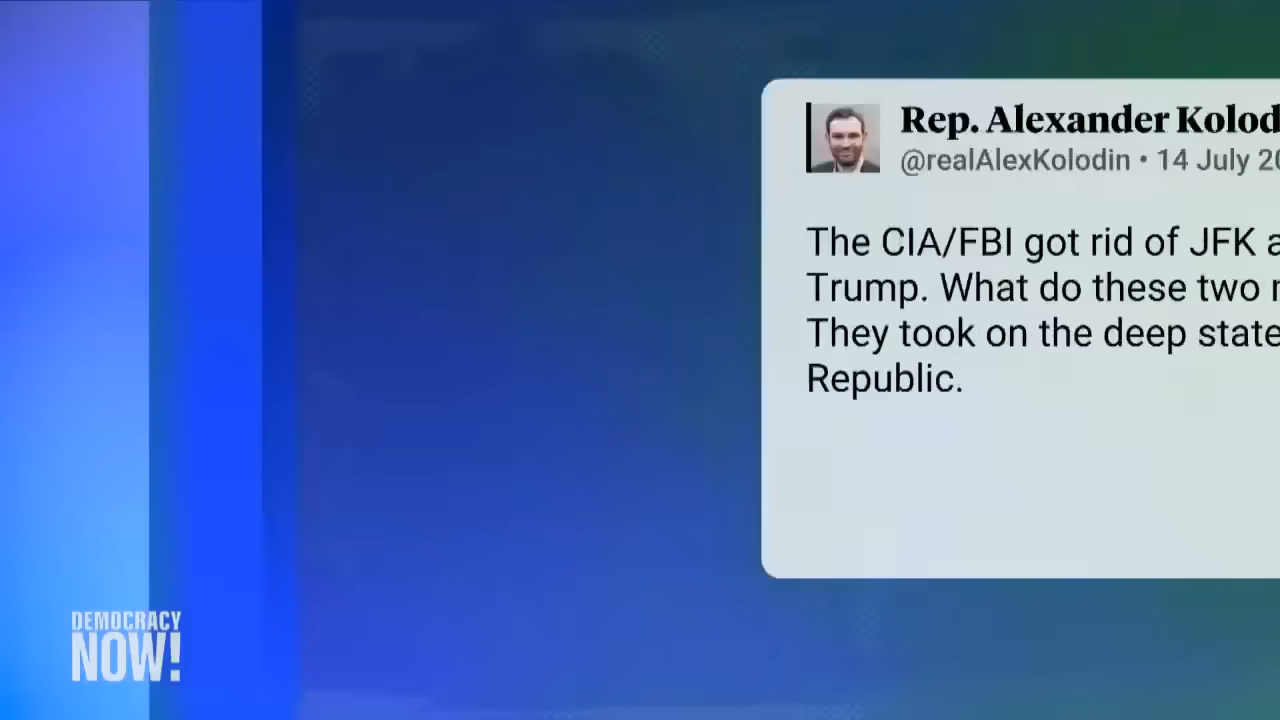 Rep. Alexander Kolod
@realAlexKolodin • 14 July 20
The CIA/FBI got rid of JFK a
Trump. What do these two
They took on the deep state
Republic.
DEMOCRACY
NOW!